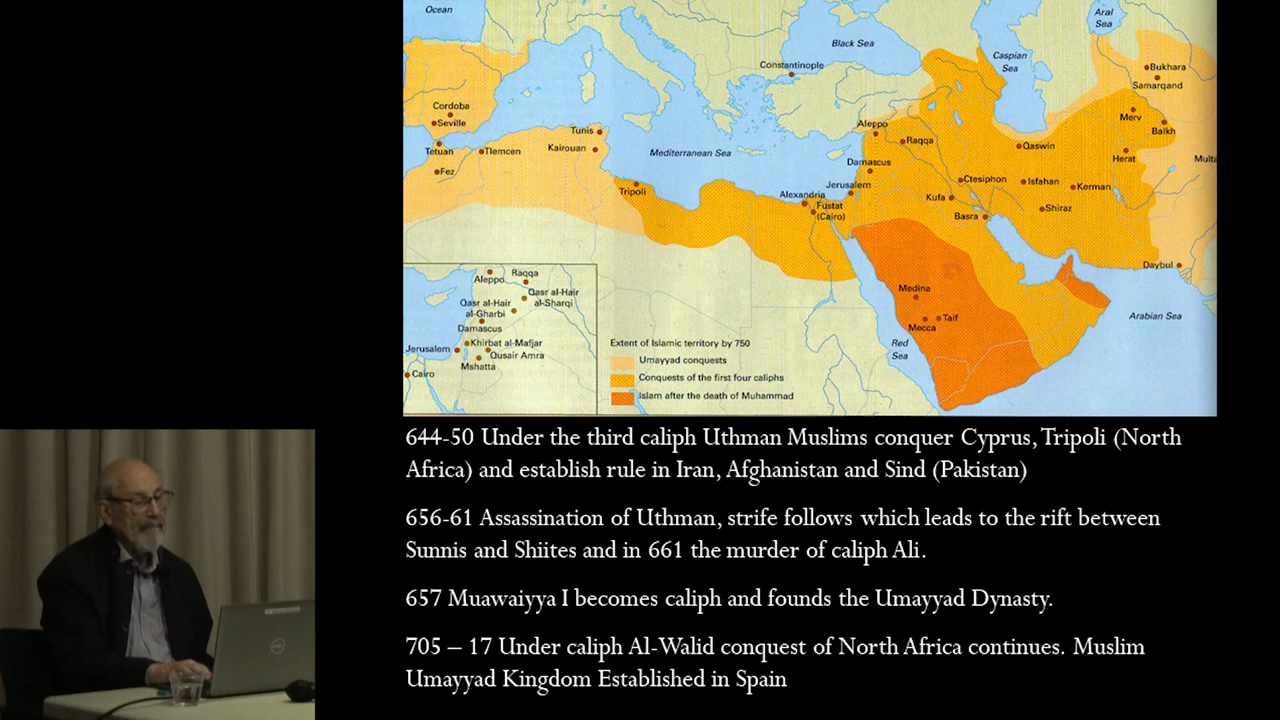 Ocean
Aral
Sea
Black Sea
Caspian
Sea
Constantinople
Bukhara
Samarqand
Cordoba
Seville
Merv
Balkh
Tunis
Aleppo
Raqqa
Qaswin
Tetuan
Tlemcen
Kairouan
Mediterranean Sea
Herat
Multa
Fez
Damascus
Ctesiphon
Isfahan
Kerman
Tripoli
Jerusalem
Alexandria
Fustat
(Cairo)
Kufa
Basra
Shiraz
Daybul
Medina
Mecca
Taif
Arabian Sea
Red
Sea
Aleppo
Raqqa
Qasr al-Hair
al-Sharqi
Qasr al-Hair
al-Gharbi
Damascus
Jerusalem
Khirbat al-Mafjar
Qusair Amra
Mshatta
Cairo
Extent of Islamic territory by 750
Umayyad conquests
Conquests of the first four caliphs
Islam after the death of Muhammad
644-50 Under the third caliph Uthman Muslims conquer Cyprus, Tripoli (North
Africa) and establish rule in Iran, Afghanistan and Sind (Pakistan)
656-61 Assassination of Uthman, strife follows which leads to the rift between
Sunnis and Shiites and in 661 the murder of caliph Ali.
657 Muawaiyya I becomes caliph and founds the Umayyad Dynasty.
705 – 17 Under caliph Al-Walid conquest of North Africa continues. Muslim
Umayyad Kingdom Established in Spain
DELL